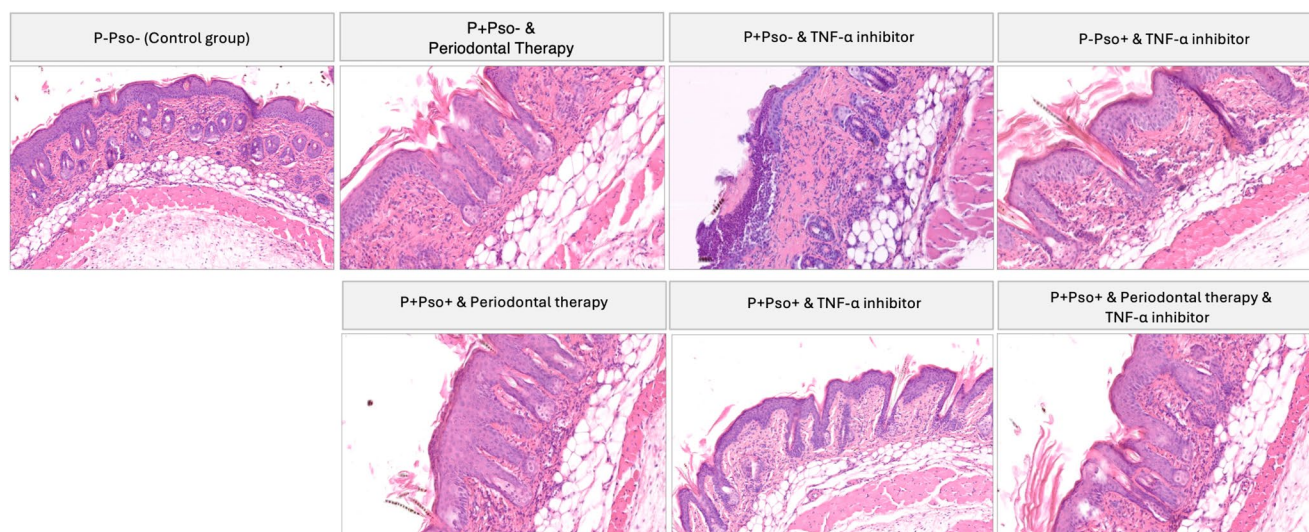 P-Pso- (Control group)
P+Pso- &
Periodontal Therapy
P+Pso- & TNF-α inhibitor
P-Pso+ & TNF-α inhibitor
P+Pso+ & Periodontal therapy
P+Pso+ & TNF-α inhibitor
P+Pso+ & Periodontal therapy &
TNF-α inhibitor